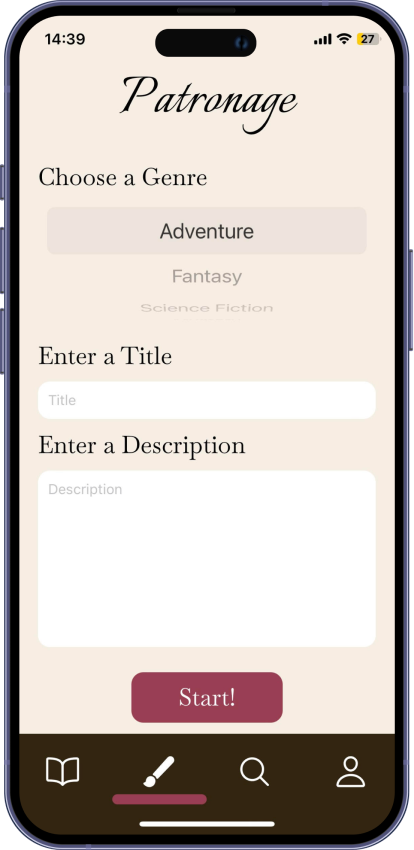 14:39
27
Patronage
Choose a Genre
Adventure
Fantasy
Science Fiction
Enter a Title
Title
Enter a Description
Description
Start!